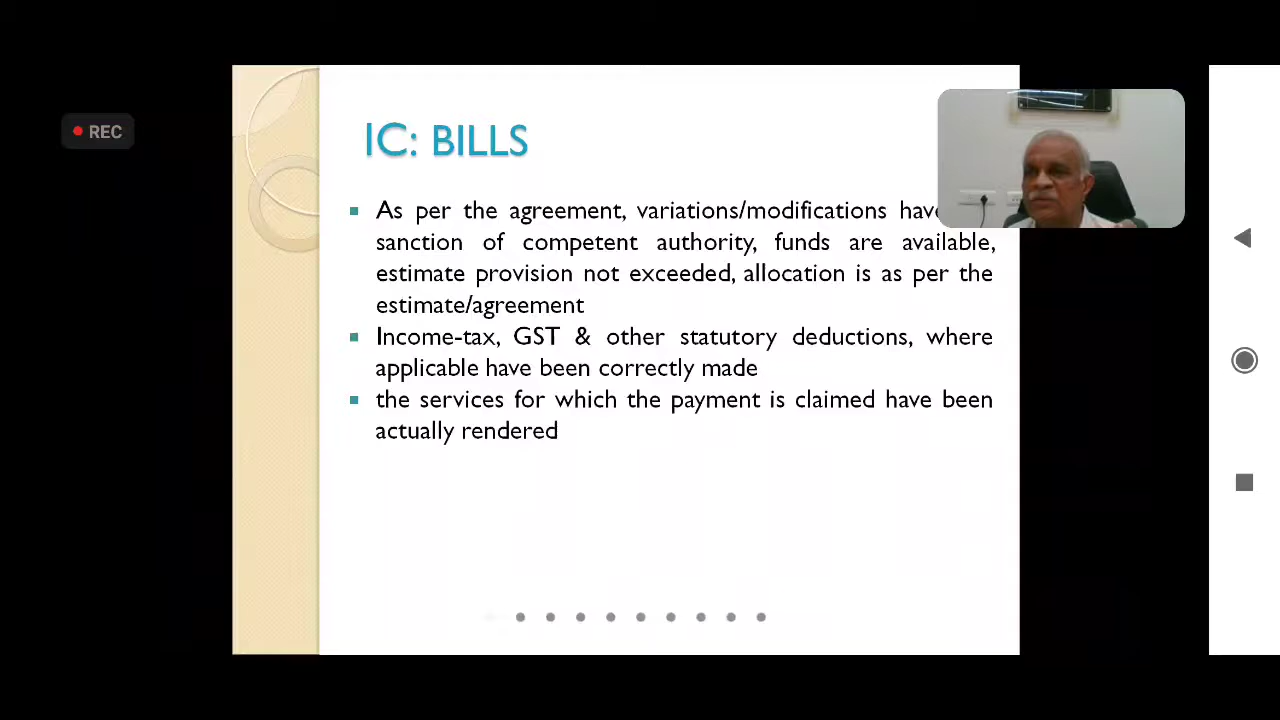 REC
IC: BILLS
As per the agreement, variations/modifications have
sanction of competent authority, funds are available,
estimate provision not exceeded, allocation is as per the
estimate/agreement
Income-tax, GST & other statutory deductions, where
applicable have been correctly made
the services for which the payment is claimed have been
actually rendered